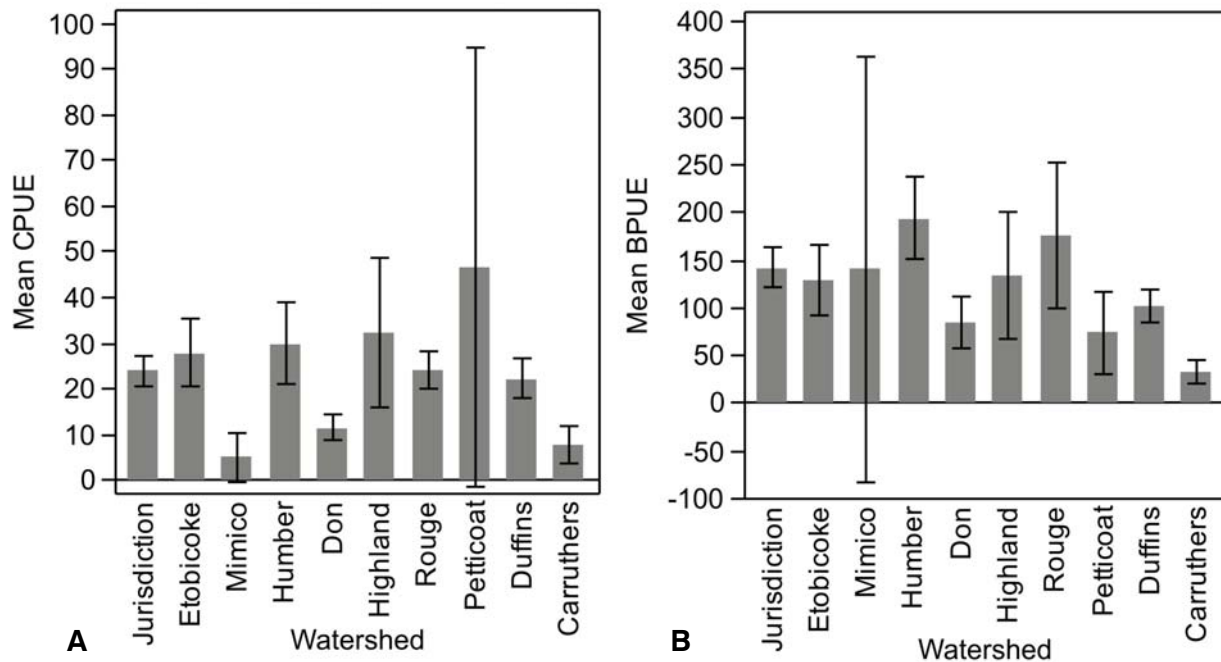 100
90
80
70
60
50
40
30
20
10
0
Mean CPUE
Jurisdiction
Etobicoke
Mimico
Humber
Don
Highland
Rouge
Petticoat
Duffins
Carruthers
A
Watershed
400
350
300
250
200
150
100
50
0
-50
-100
Mean BPUE
Jurisdiction
Etobicoke
Mimico
Humber
Don
Highland
Rouge
Petticoat
Duffins
Carruthers
B
Watershed